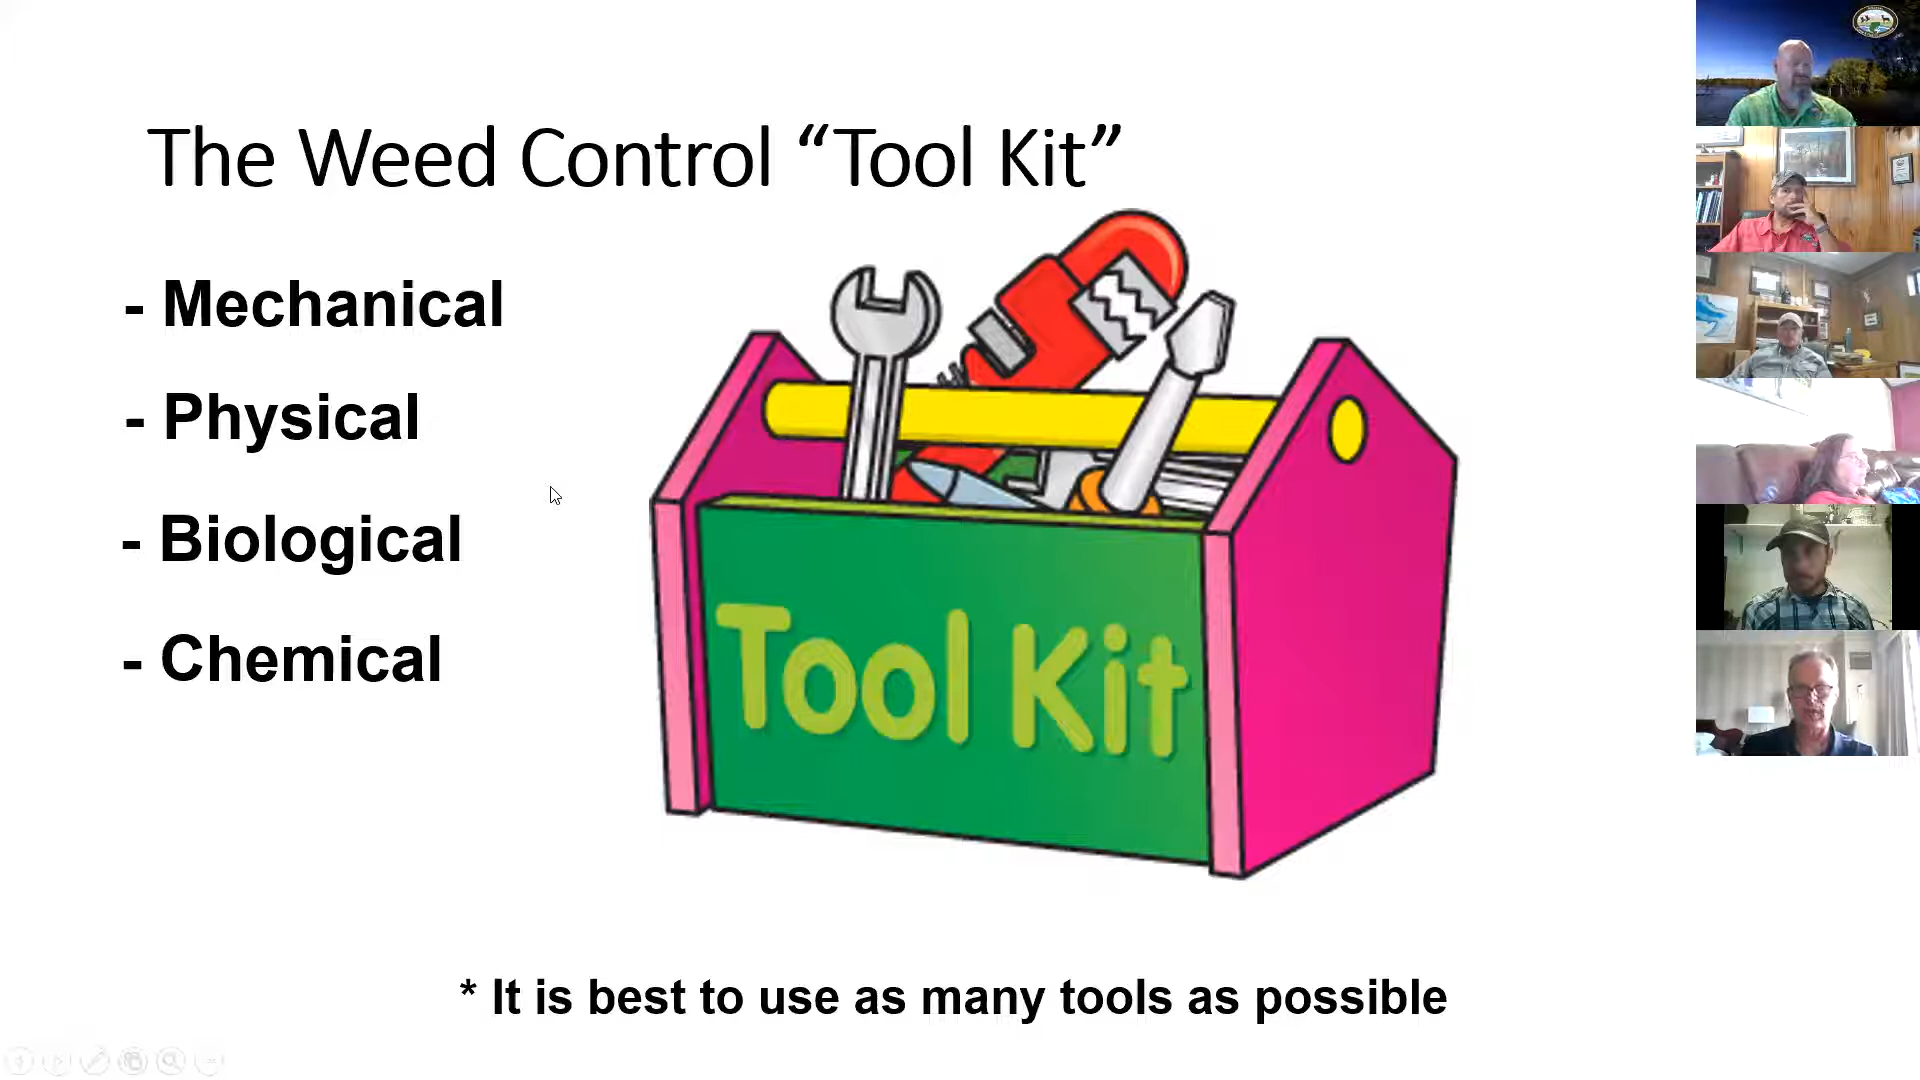 The Weed Control “Tool Kit”
- Mechanical
- Physical
- Biological
- Chemical
Tool Kit
* It is best to use as many tools as possible